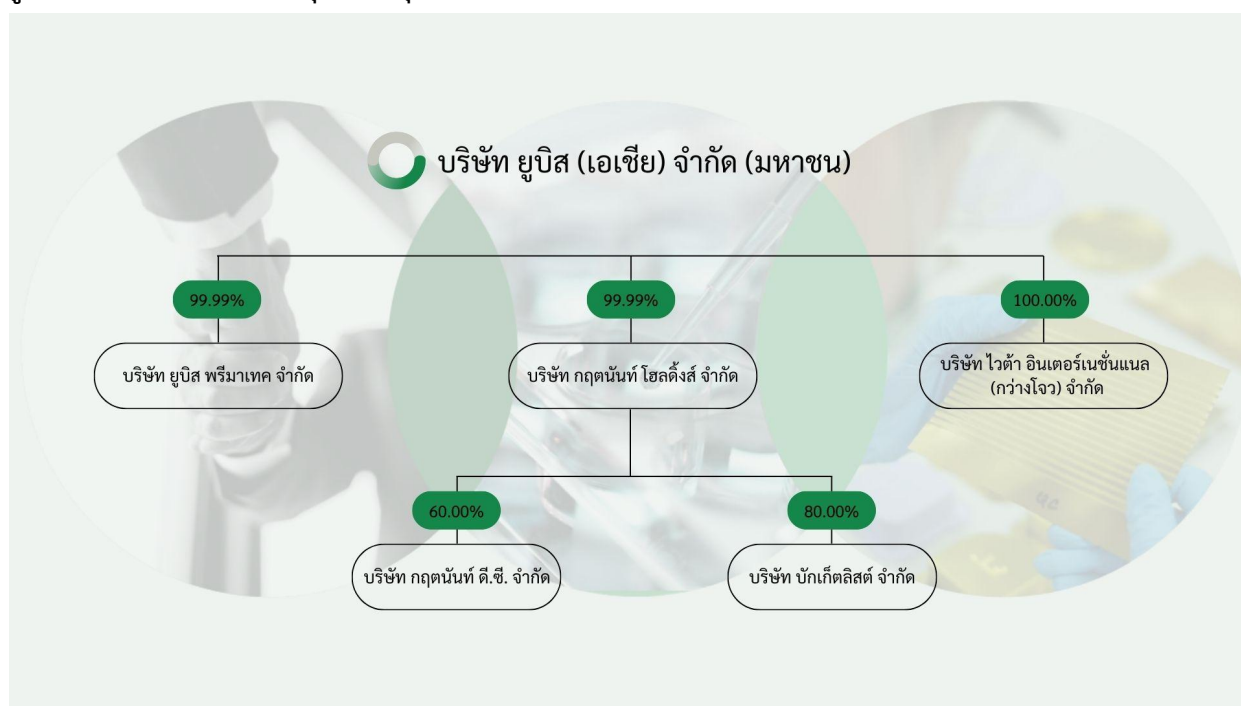 บริษัท ยูบิส (เอเชีย) จำกัด (มหาชน)
99.99%
99.99%
100.00%
บริษัท ยูบิส พรีมาเทค จำกัด
บริษัท กฤตนันท์ โฮลดิ้งส์ จำกัด
บริษัท ไวต้า อินเตอร์เนชั่นแนล
(กว่างโจว) จำกัด
60.00%
80.00%
บริษัท กฤตนันท์ ดี.ซี. จำกัด
บริษัท บักเก็ตลิสต์ จำกัด